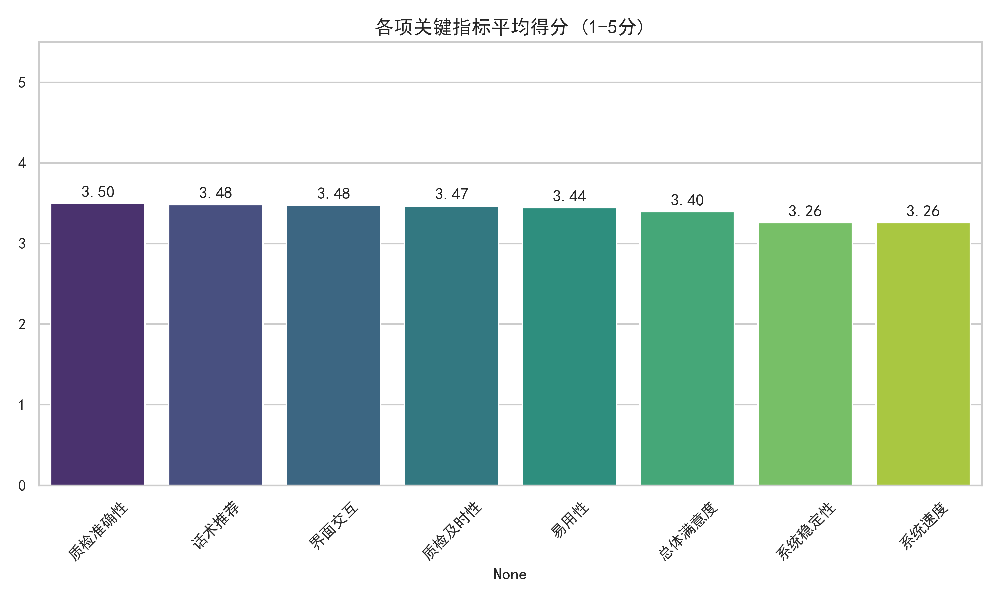 各项关键指标平均得分 (1-5分)
5
4
3
2
1
0
3.50
3.48
3.48
3.47
3.44
3.40
3.26
3.26
质检准确性
话术推荐
界面交互
质检及时性
易用性
总体满意度
系统稳定性
系统速度
None